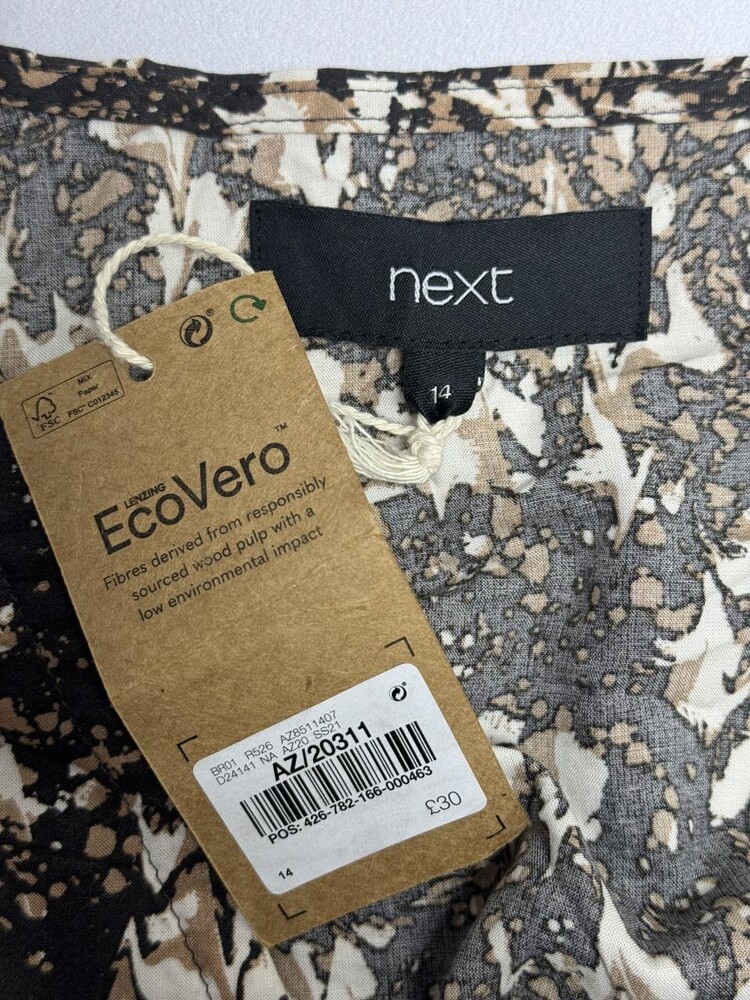 next
14
MIX
Paper
FSC
FSC™ C012345
LENZING
EcoVero™
Fibres derived from responsibly
sourced wood pulp with a
low environmental impact
BR01 R526 AZ8511407
D24141 NA AZ20 SS21
AZ/20311
POS: 426-782-166-000463
£30
14